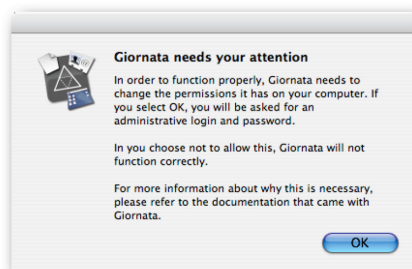 Giornata needs your attention
In order to function properly, Giornata needs to
change the permissions it has on your computer. If
you select OK, you will be asked for an
administrative login and password.
In you choose not to allow this, Giornata will not
function correctly.
For more information about why this is necessary,
please refer to the documentation that came with
Giornata.
OK